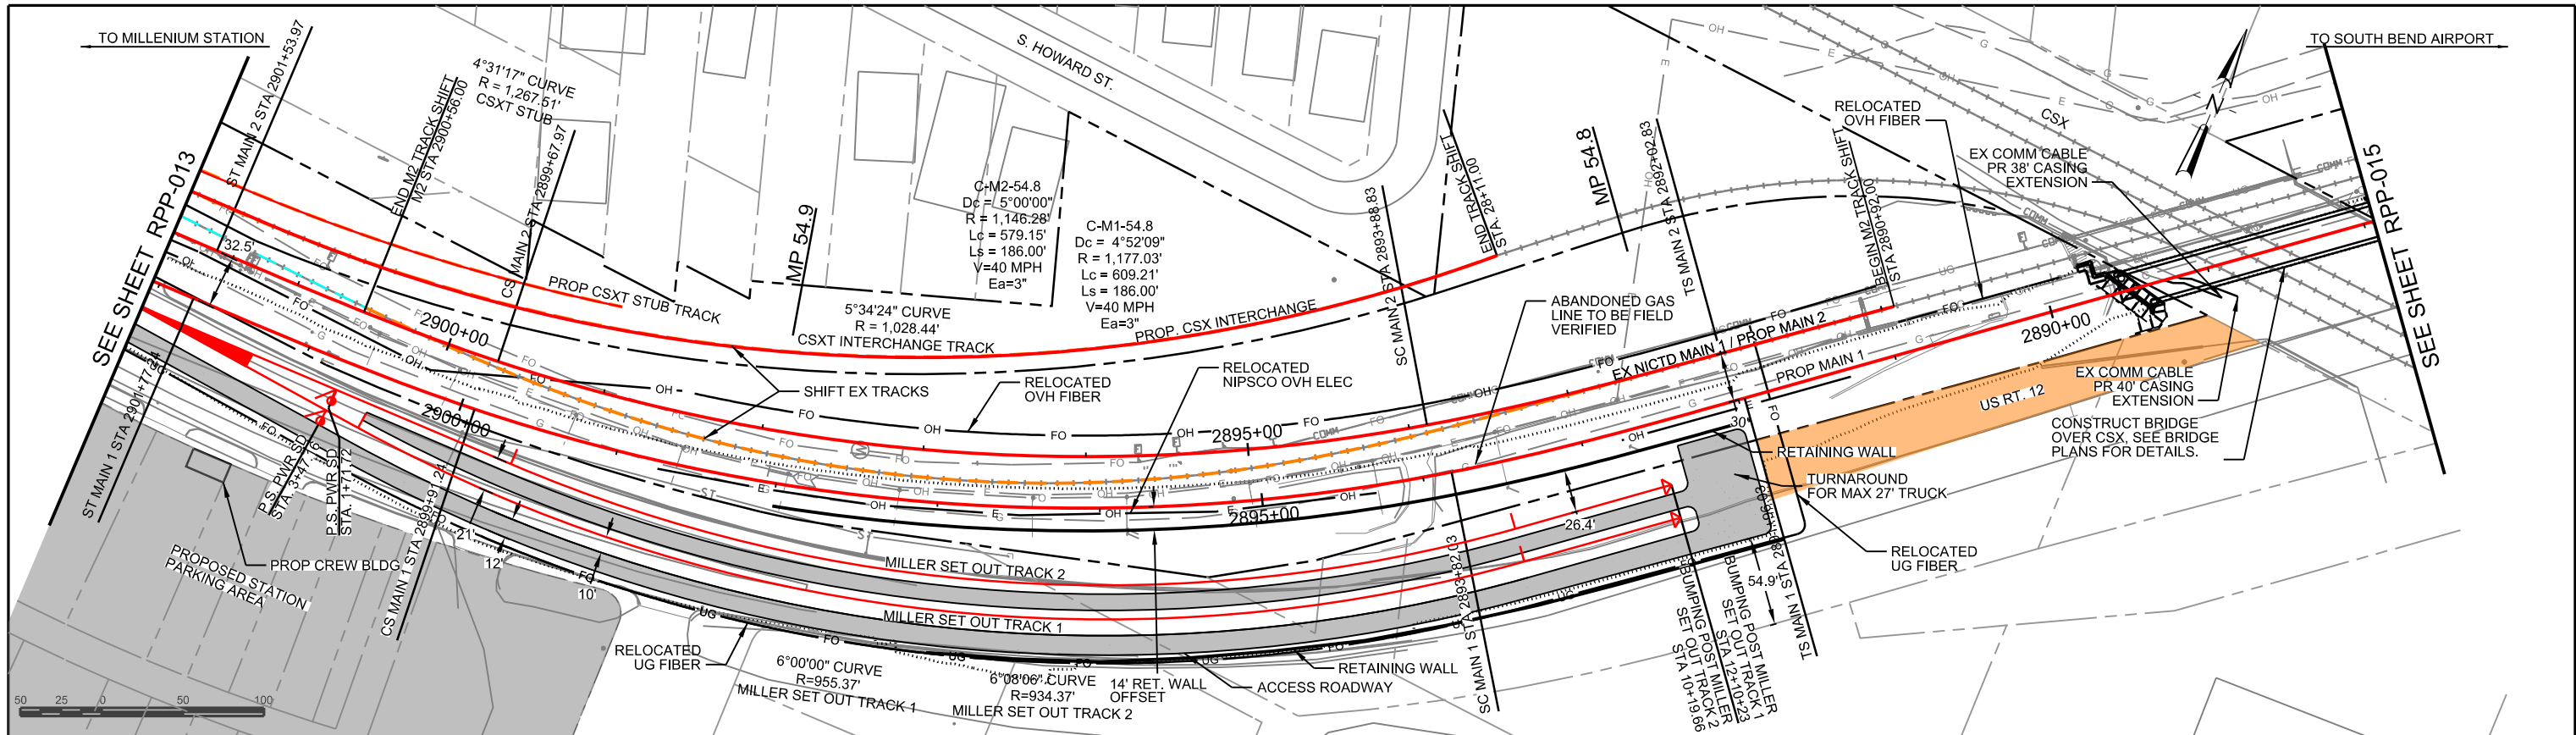 TO MILLENIUM STATION
TO SOUTH BEND AIRPORT
SEE SHEET RPP-013
SEE SHEET RPP-015
ST MAIN 2 STA 2901+53.97
END M2 TRACK SHIFT
M2 STA 2900+56.00
4°31'17" CURVE
R = 1,267.51'
CSXT STUB
CS MAIN 2 STA 2899+67.97
S. HOWARD ST.
MP 54.9
C-M2-54.8
Dc = 5°00'00"
R = 1,146.28'
Lc = 579.15'
Ls = 186.00'
V=40 MPH
Ea=3"
C-M1-54.8
Dc = 4°52'09"
R = 1,177.03'
Lc = 609.21'
Ls = 186.00'
V=40 MPH
Ea=3"
5°34'24" CURVE
R = 1,028.44'
CSXT INTERCHANGE TRACK
PROP CSXT STUB TRACK
PROP. CSX INTERCHANGE
SC MAIN 2 STA 2893+88.83
END TRACK SHIFT
STA. 28+11.00
MP 54.8
TS MAIN 2 STA 2892+02.83
BEGIN M2 TRACK SHIFT
STA 2890+92.00
RELOCATED
OVH FIBER
CSX
EX COMM CABLE
PR 38' CASING
EXTENSION
32.5'
2900+00
2900+00
SHIFT EX TRACKS
RELOCATED
OVH FIBER
RELOCATED
NIPSCO OVH ELEC
ABANDONED GAS
LINE TO BE FIELD
VERIFIED
EX NICTD MAIN 1 / PROP MAIN 2
PROP MAIN 1
2895+00
2895+00
2890+00
US RT. 12
EX COMM CABLE
PR 40' CASING
EXTENSION
CONSTRUCT BRIDGE
OVER CSX, SEE BRIDGE
PLANS FOR DETAILS.
30'
RETAINING WALL
TURNAROUND
FOR MAX 27' TRUCK
26.4'
RELOCATED
UG FIBER
54.9'
ST MAIN 1 STA 2901+77.24
P.S. PWR SD
P.S. PWR SD
STA. 1+71.72
CS MAIN 1 STA 2899+91.24
PROP CREW BLDG
PROPOSED STATION
PARKING AREA
21'
12'
10'
MILLER SET OUT TRACK 2
MILLER SET OUT TRACK 1
RELOCATED
UG FIBER
6°00'00" CURVE
R=955.37'
MILLER SET OUT TRACK 1
6°08'06" CURVE
R=934.37'
MILLER SET OUT TRACK 2
14' RET. WALL
OFFSET
ACCESS ROADWAY
RETAINING WALL
SC MAIN 1 STA 2893+82.03
BUMPING POST MILLER
SET OUT TRACK 2
STA 10+19.66
BUMPING POST MILLER
SET OUT TRACK 1
STA 12+10+23
TS MAIN 1 STA
50 25 0 50 100